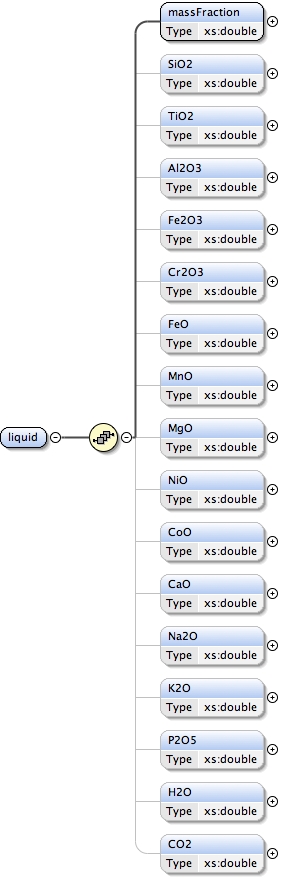 massFraction
Type xs:double
SiO2
Type xs:double
TiO2
Type xs:double
Al2O3
Type xs:double
Fe2O3
Type xs:double
Cr2O3
Type xs:double
FeO
Type xs:double
MnO
Type xs:double
liquid
MgO
Type xs:double
NiO
Type xs:double
CoO
Type xs:double
CaO
Type xs:double
Na2O
Type xs:double
K2O
Type xs:double
P2O5
Type xs:double
H2O
Type xs:double
CO2
Type xs:double